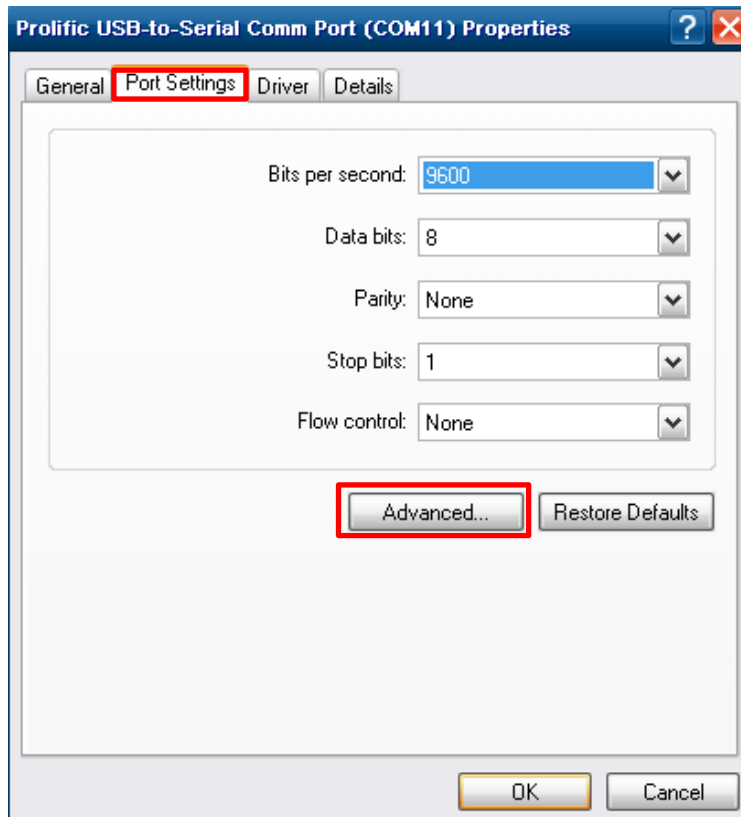 Prolific USB-to-Serial Comm Port (COM11) Properties ?
General Port Settings Driver Details
Bits per second: 9600
Data bits: 8
Parity: None
Stop bits: 1
Flow control: None
Advanced... Restore Defaults
OK Cancel